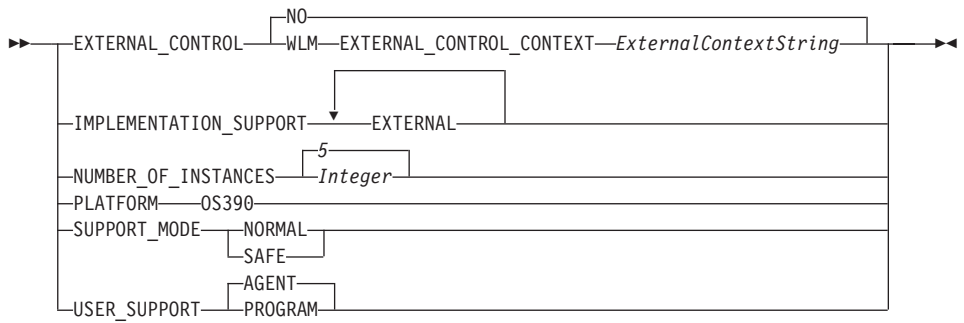 NO
EXTERNAL_CONTROL WLM EXTERNAL_CONTROL_CONTEXT ExternalContextString
IMPLEMENTATION_SUPPORT EXTERNAL
5
NUMBER_OF_INSTANCES Integer
PLATFORM OS390
SUPPORT_MODE NORMAL
SAFE
AGENT
USER_SUPPORT PROGRAM